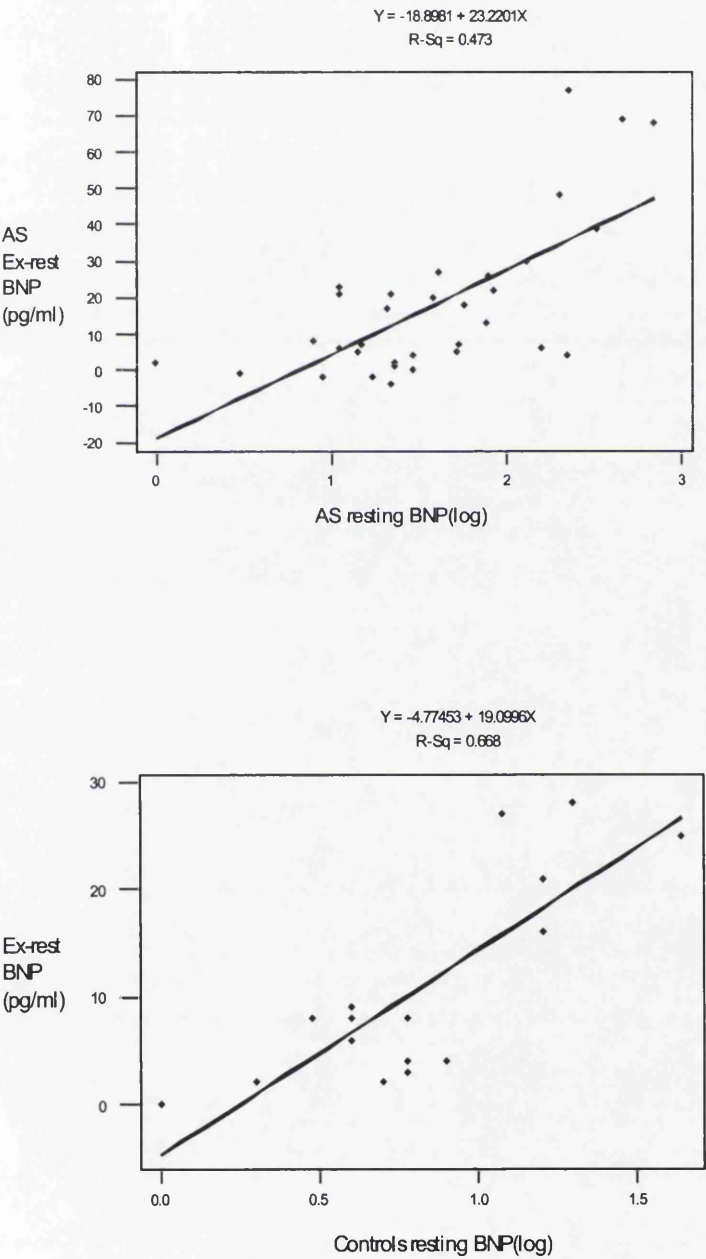 Y = -18.8981 + 23.2201X
R-Sq = 0.473
80
70
60
50
40
30
20
10
0
-10
-20
AS
Ex-rest
BNP
(pg/ml)
0
1
2
3
AS resting BNP(log)
Y = -4.77453 + 19.0996X
R-Sq = 0.668
30
20
10
0
Ex-rest
BNP
(pg/ml)
0.0
0.5
1.0
1.5
Controls resting BNP(log)